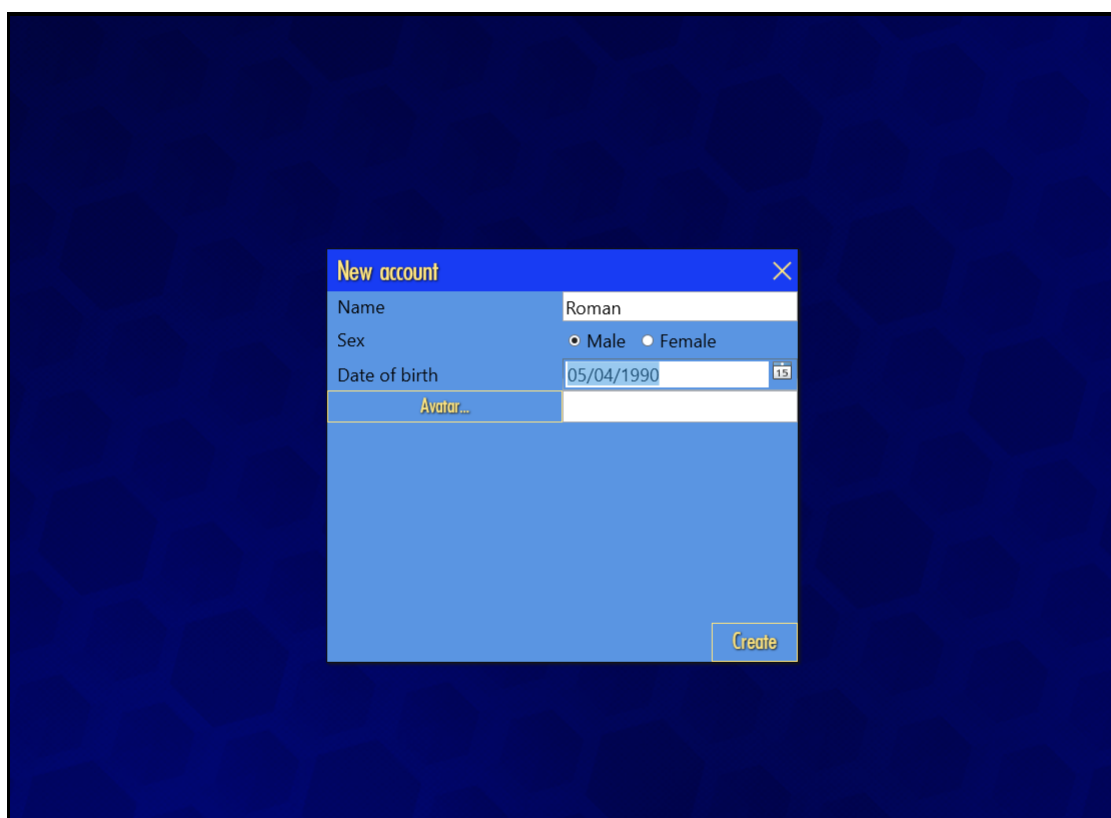 New account
Name Roman
Sex Male Female
Date of birth 05/04/1990 15
Avatar...
Create